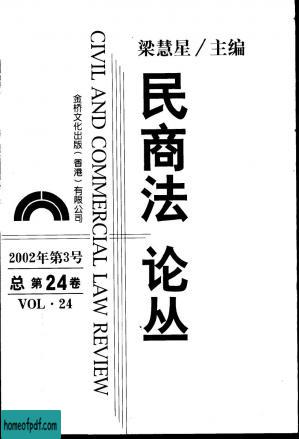 梁慧星/主编
民商法 论丛
CIVIL AND COMMERCIAL LAW REVIEW
金桥文化出版(香港)有限公司
2002年第3号
总 第24卷
VOL·24
homeofpdf.com